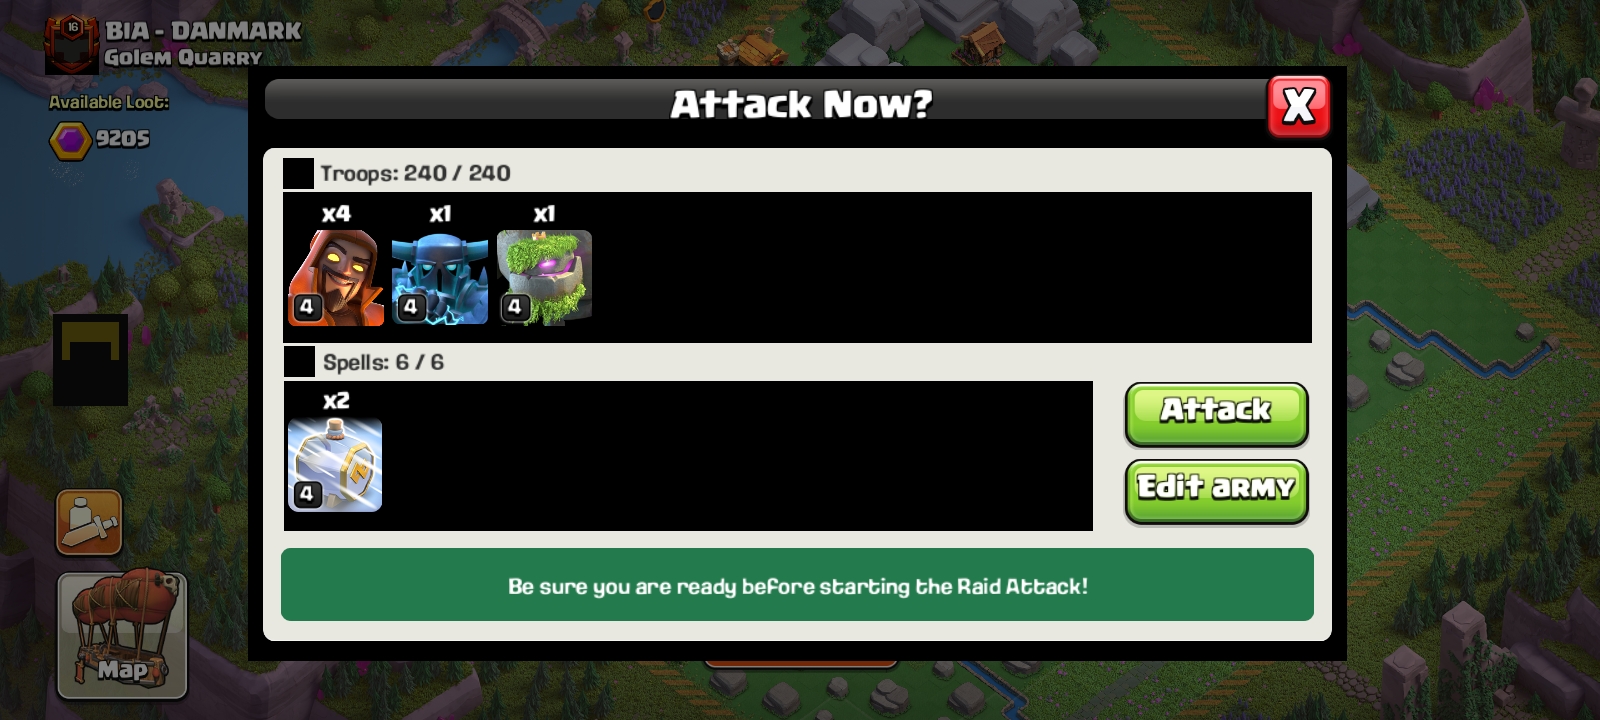 16
BIA - DANMARK
Golem Quarry
Available Loot:
9205
Attack Now?
X
Troops: 240 / 240
x4
x1
x1
4
4
4
Spells: 6 / 6
x2
4
Attack
Edit army
Be sure you are ready before starting the Raid Attack!
Map